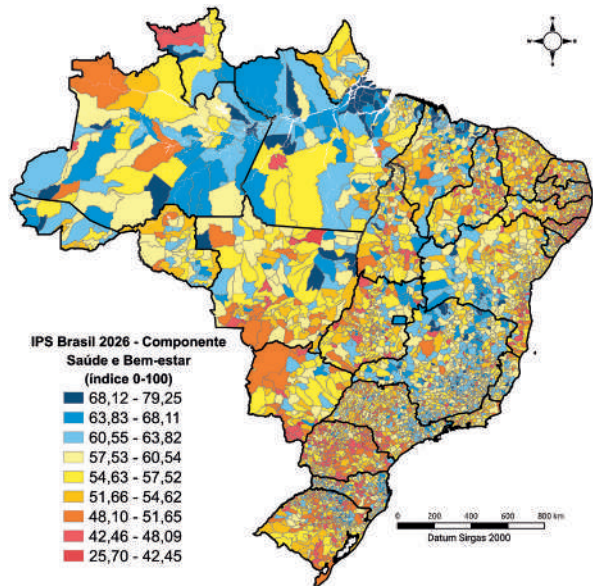 N
W
E
S
IPS Brasil 2026 - Componente
Saúde e Bem-estar
(índice 0-100)
68,12 - 79,25
63,83 - 68,11
60,55 - 63,82
57,53 - 60,54
54,63 - 57,52
51,66 - 54,62
48,10 - 51,65
42,46 - 48,09
25,70 - 42,45
0 200 400 600 800 km
Datum Sirgas 2000